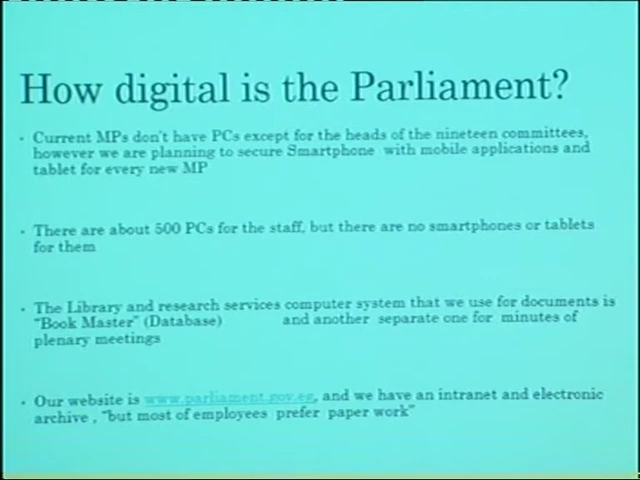 How digital is the Parliament?
• Current MPs don't have PCs except for the heads of the nineteen committees,
however we are planning to secure Smartphone with mobile applications and
tablet for every new MP
• There are about 500 PCs for the staff, but there are no smartphones or tablets
for them
• The Library and research services computer system that we use for documents is
"Book Master" (Database) and another separate one for minutes of
plenary meetings
• Our website is www.parliament.gov.eg, and we have an intranet and electronic
archive , "but most of employees prefer paper work"